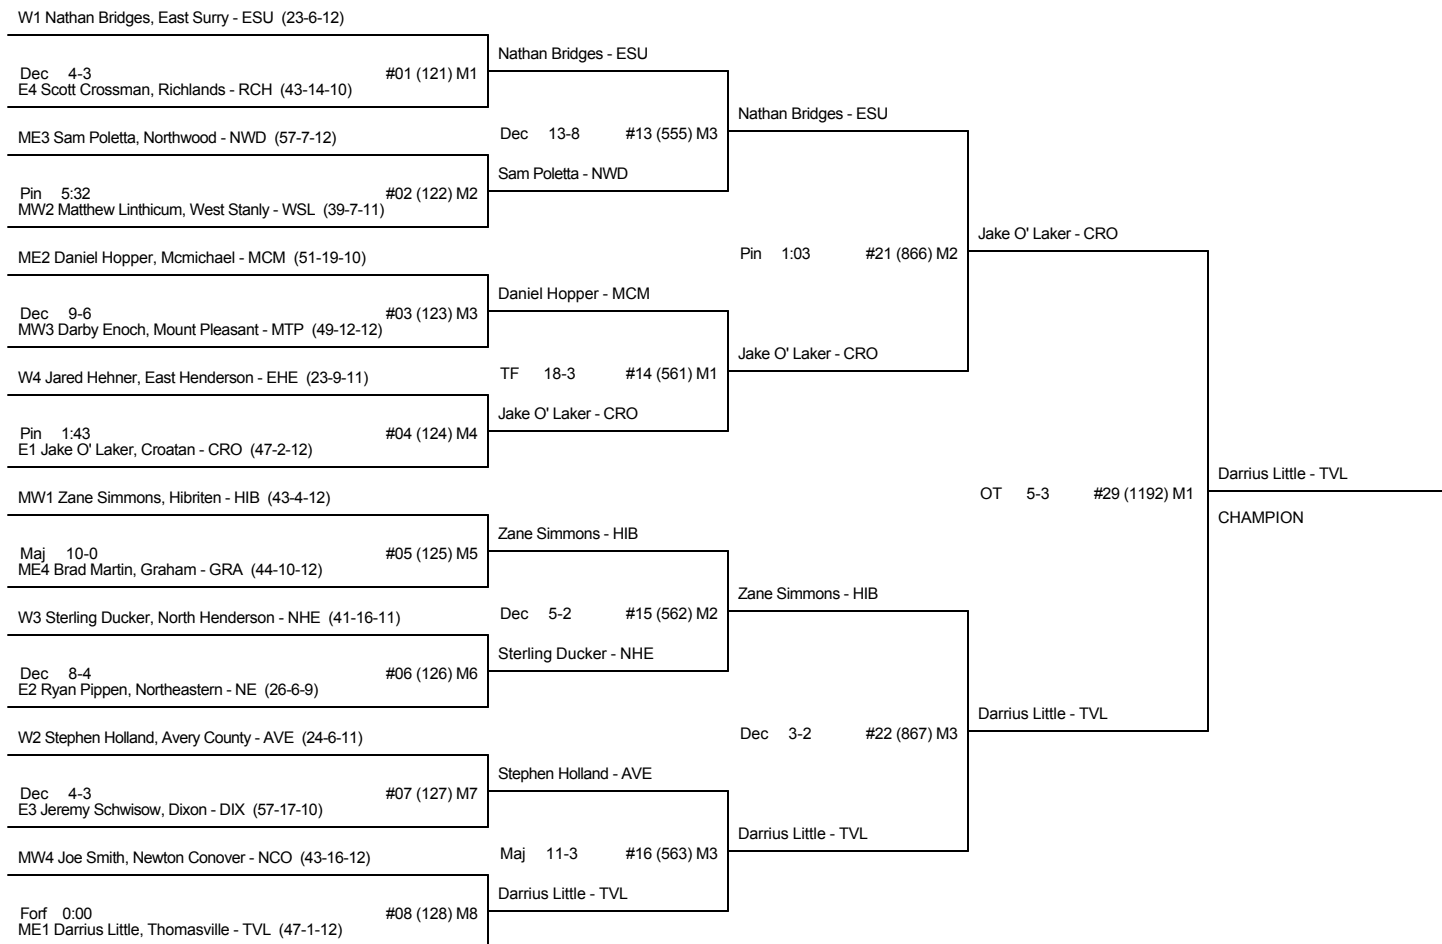 W1 Nathan Bridges, East Surry - ESU (23-6-12)
Dec 4-3 #01 (121) M1
E4 Scott Crossman, Richlands - RCH (43-14-10)
ME3 Sam Poletta, Northwood - NWD (57-7-12)
Pin 5:32 #02 (122) M2
MW2 Matthew Linthicum, West Stanly - WSL (39-7-11)
ME2 Daniel Hopper, Mcmichael - MCM (51-19-10)
Dec 9-6 #03 (123) M3
MW3 Darby Enoch, Mount Pleasant - MTP (49-12-12)
W4 Jared Hehner, East Henderson - EHE (23-9-11)
Pin 1:43 #04 (124) M4
E1 Jake O' Laker, Croatan - CRO (47-2-12)
MW1 Zane Simmons, Hibriten - HIB (43-4-12)
Maj 10-0 #05 (125) M5
ME4 Brad Martin, Graham - GRA (44-10-12)
W3 Sterling Ducker, North Henderson - NHE (41-16-11)
Dec 8-4 #06 (126) M6
E2 Ryan Pippen, Northeastern - NE (26-6-9)
W2 Stephen Holland, Avery County - AVE (24-6-11)
Dec 4-3 #07 (127) M7
E3 Jeremy Schwisow, Dixon - DIX (57-17-10)
MW4 Joe Smith, Newton Conover - NCO (43-16-12)
Forf 0:00 #08 (128) M8
ME1 Darrius Little, Thomasville - TVL (47-1-12)
Nathan Bridges - ESU
Dec 13-8 #13 (555) M3
Sam Poletta - NWD
Daniel Hopper - MCM
TF 18-3 #14 (561) M1
Jake O' Laker - CRO
Zane Simmons - HIB
Dec 5-2 #15 (562) M2
Sterling Ducker - NHE
Stephen Holland - AVE
Maj 11-3 #16 (563) M3
Darrius Little - TVL
Nathan Bridges - ESU
Pin 1:03 #21 (866) M2
Jake O' Laker - CRO
Zane Simmons - HIB
Dec 3-2 #22 (867) M3
Darrius Little - TVL
Jake O' Laker - CRO
OT 5-3 #29 (1192) M1
Darrius Little - TVL
Darrius Little - TVL
CHAMPION